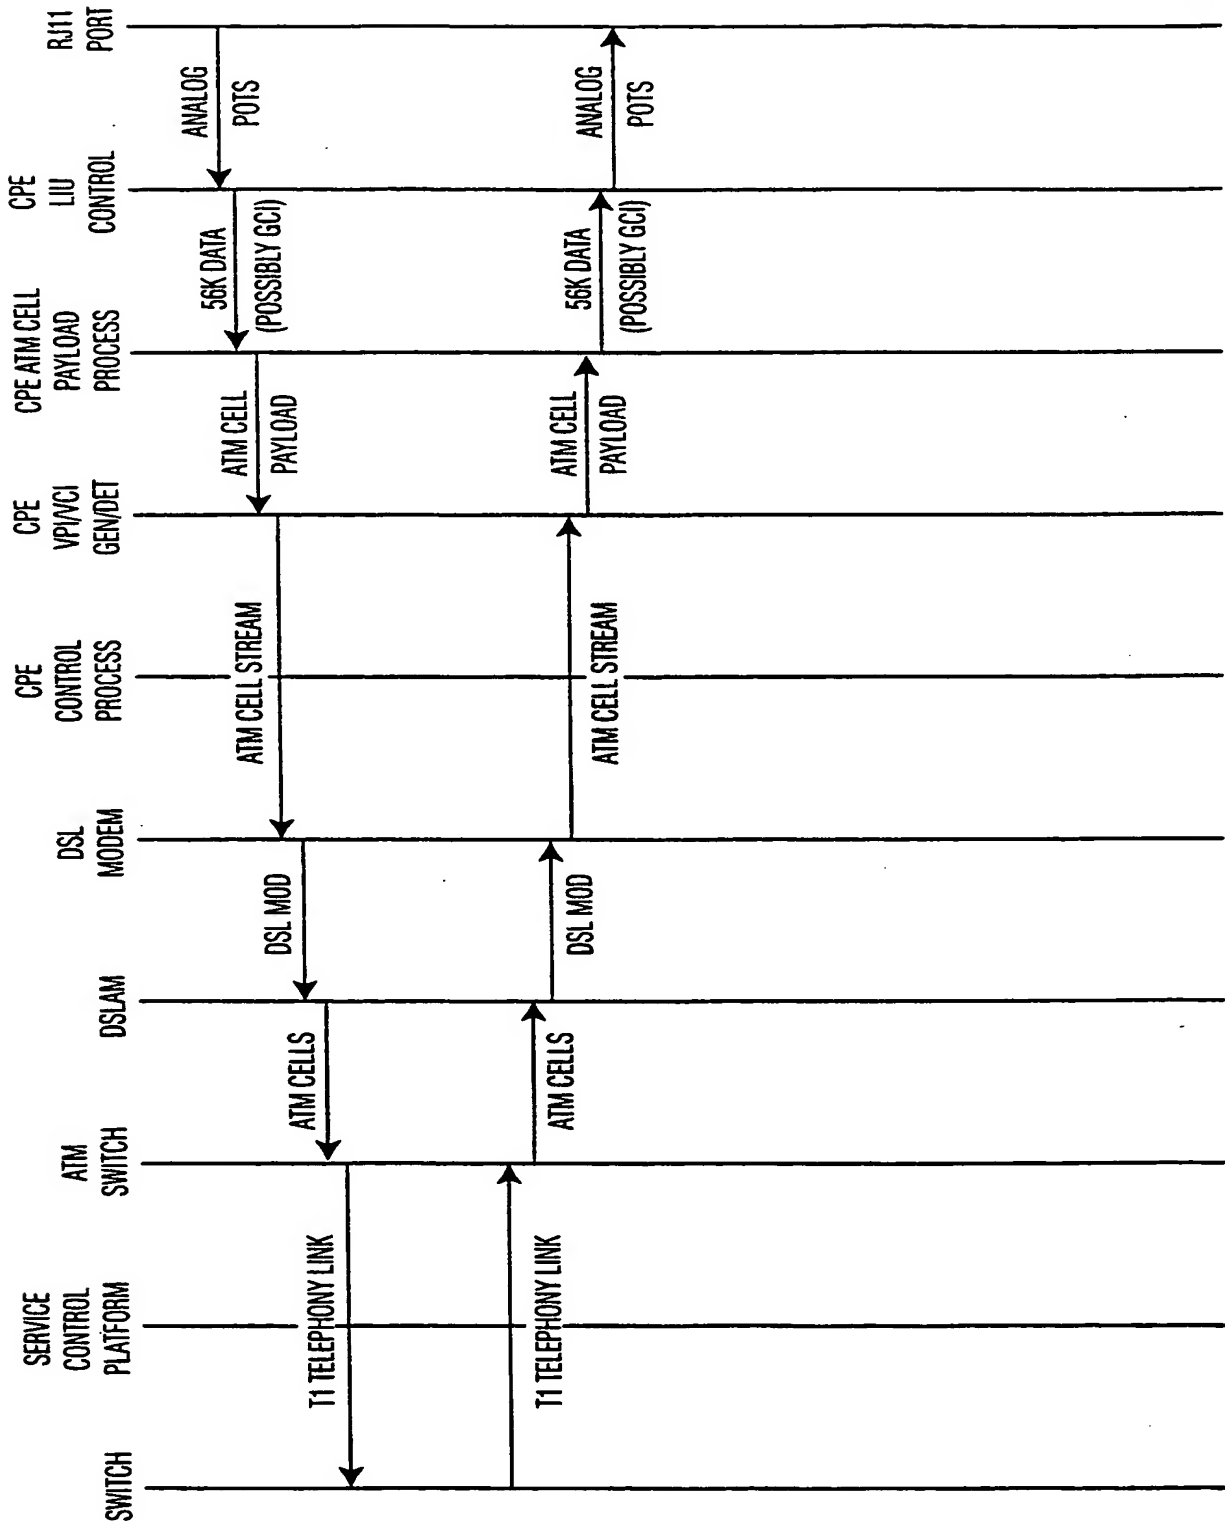 SWITCH
SERVICE
CONTROL
PLATFORM
ATM
SWITCH
DSLAM
DSL
MODEM
CPE
CONTROL
PROCESS
CPE
VPI/VCI
GEN/DET
CPE ATM CELL
PAYLOAD
PROCESS
CPE
LIU
CONTROL
RJ11
PORT
ANALOG
POTS
56K DATA
(POSSIBLY GCI)
ATM CELL
PAYLOAD
ATM CELL STREAM
DSL MOD
ATM CELLS
T1 TELEPHONY LINK
T1 TELEPHONY LINK
ATM CELLS
DSL MOD
ATM CELL STREAM
ATM CELL
PAYLOAD
56K DATA
(POSSIBLY GCI)
ANALOG
POTS